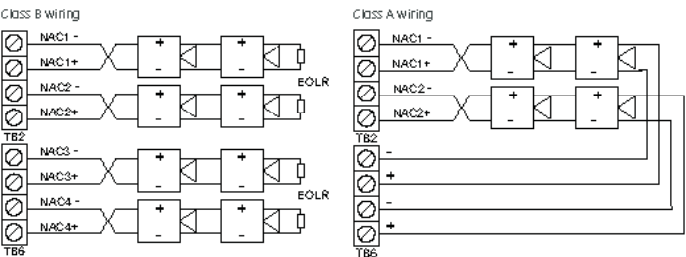 Class B wiring
NAC1 -
NAC1+
NAC2 -
NAC2+
TB2
NAC3 -
NAC3+
NAC4 -
NAC4+
TB6
+ +
- -
EOLR
+ +
- -
+ +
- -
EOLR
+ +
- -
Class A wiring
NAC1 -
NAC1+
NAC2 -
NAC2+
TB2
-
+
-
+
TB6
+ +
- -
+ +
- -